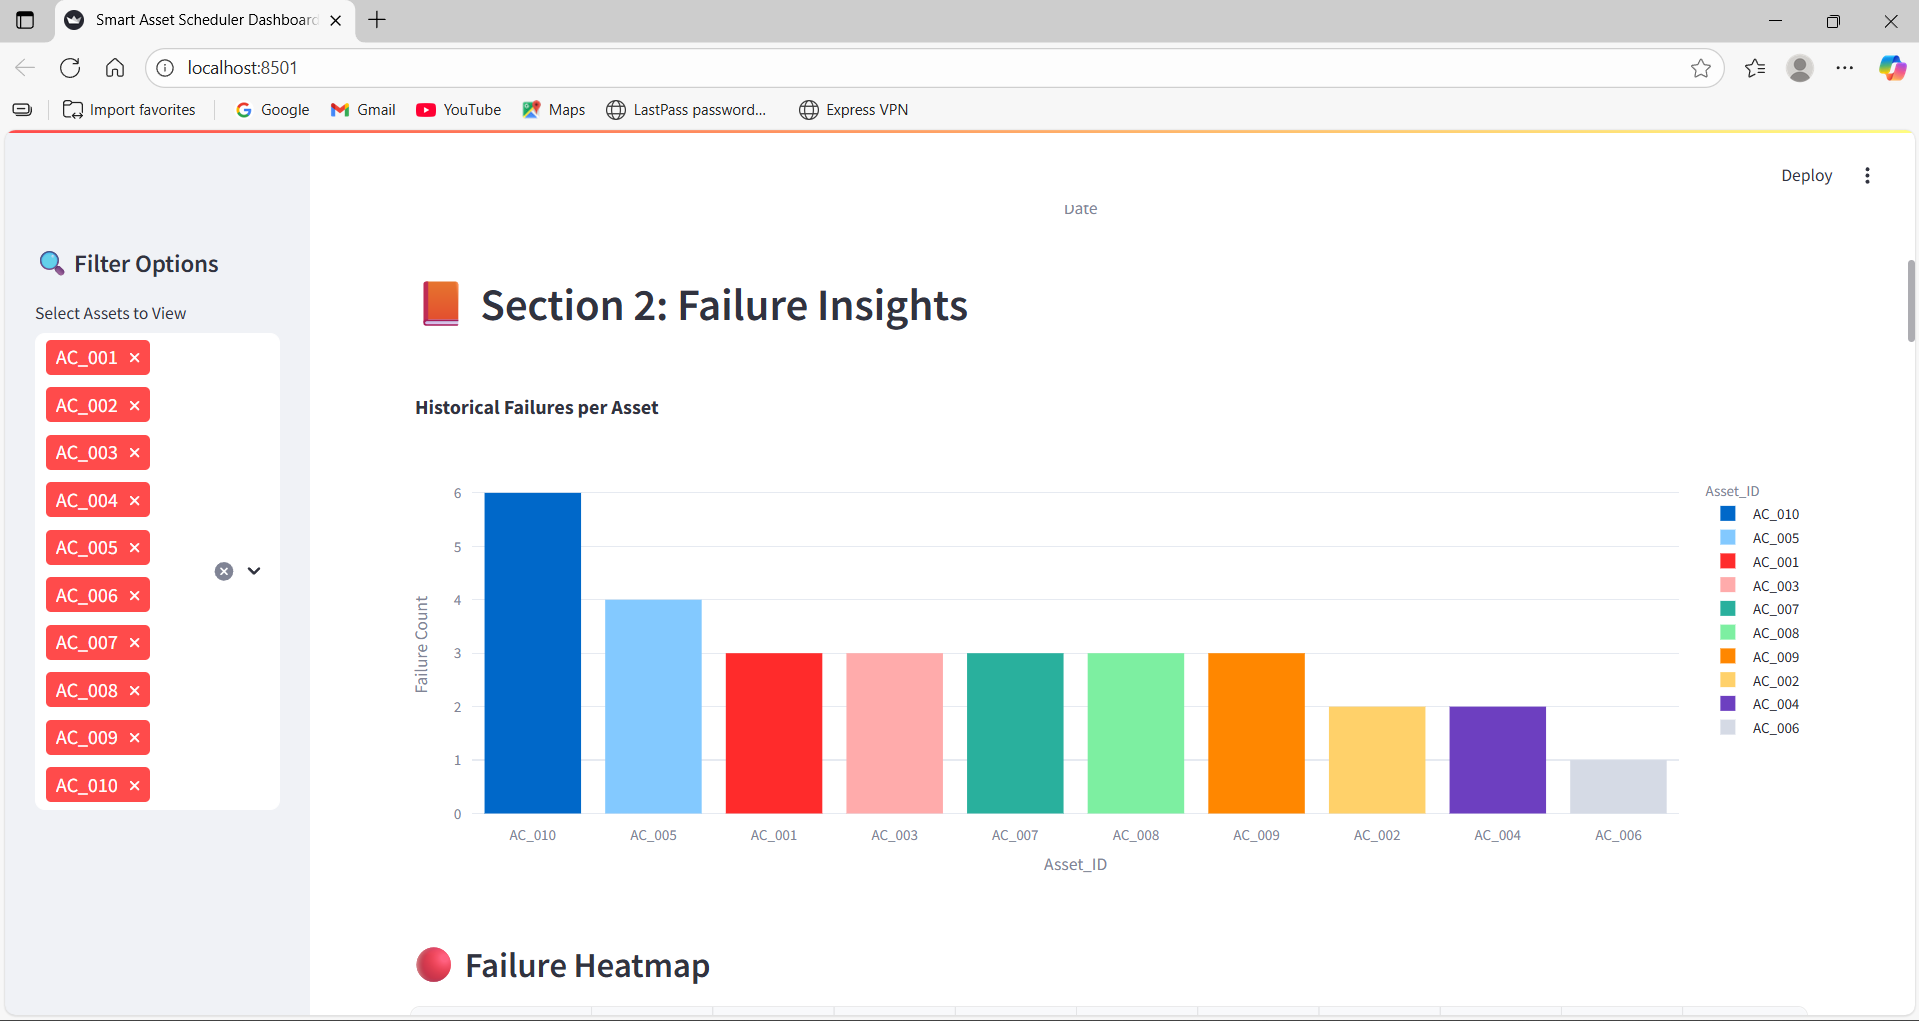 Smart Asset Scheduler Dashboard
localhost:8501
Import favorites
Google
Gmail
YouTube
Maps
LastPass password...
Express VPN
Deploy
Date
Filter Options
Select Assets to View
AC_001
AC_002
AC_003
AC_004
AC_005
AC_006
AC_007
AC_008
AC_009
AC_010
Section 2: Failure Insights
Historical Failures per Asset
Failure Count
6
5
4
3
2
1
0
AC_010 AC_005 AC_001 AC_003 AC_007 AC_008 AC_009 AC_002 AC_004 AC_006
Asset_ID
Asset_ID
AC_010
AC_005
AC_001
AC_003
AC_007
AC_008
AC_009
AC_002
AC_004
AC_006
Failure Heatmap